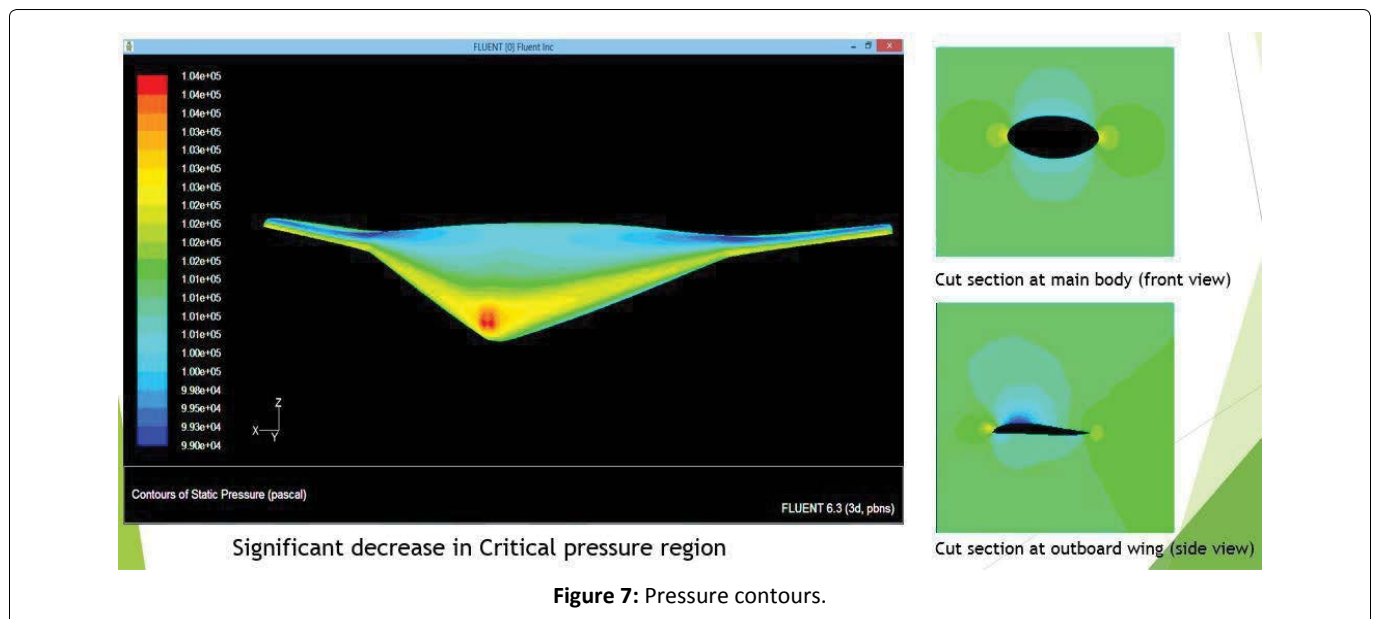 FLUENT [0] Fluent Inc
1.04e+05
1.04e+05
1.04e+05
1.03e+05
1.03e+05
1.03e+05
1.03e+05
1.02e+05
1.02e+05
1.02e+05
1.02e+05
1.01e+05
1.01e+05
1.01e+05
1.01e+05
1.00e+05
1.00e+05
9.98e+04
9.95e+04
9.93e+04
9.90e+04
Z
X
Y
Contours of Static Pressure (pascal)
FLUENT 6.3 (3d, pbns)
Significant decrease in Critical pressure region
Cut section at main body (front view)
Cut section at outboard wing (side view)
Figure 7: Pressure contours.